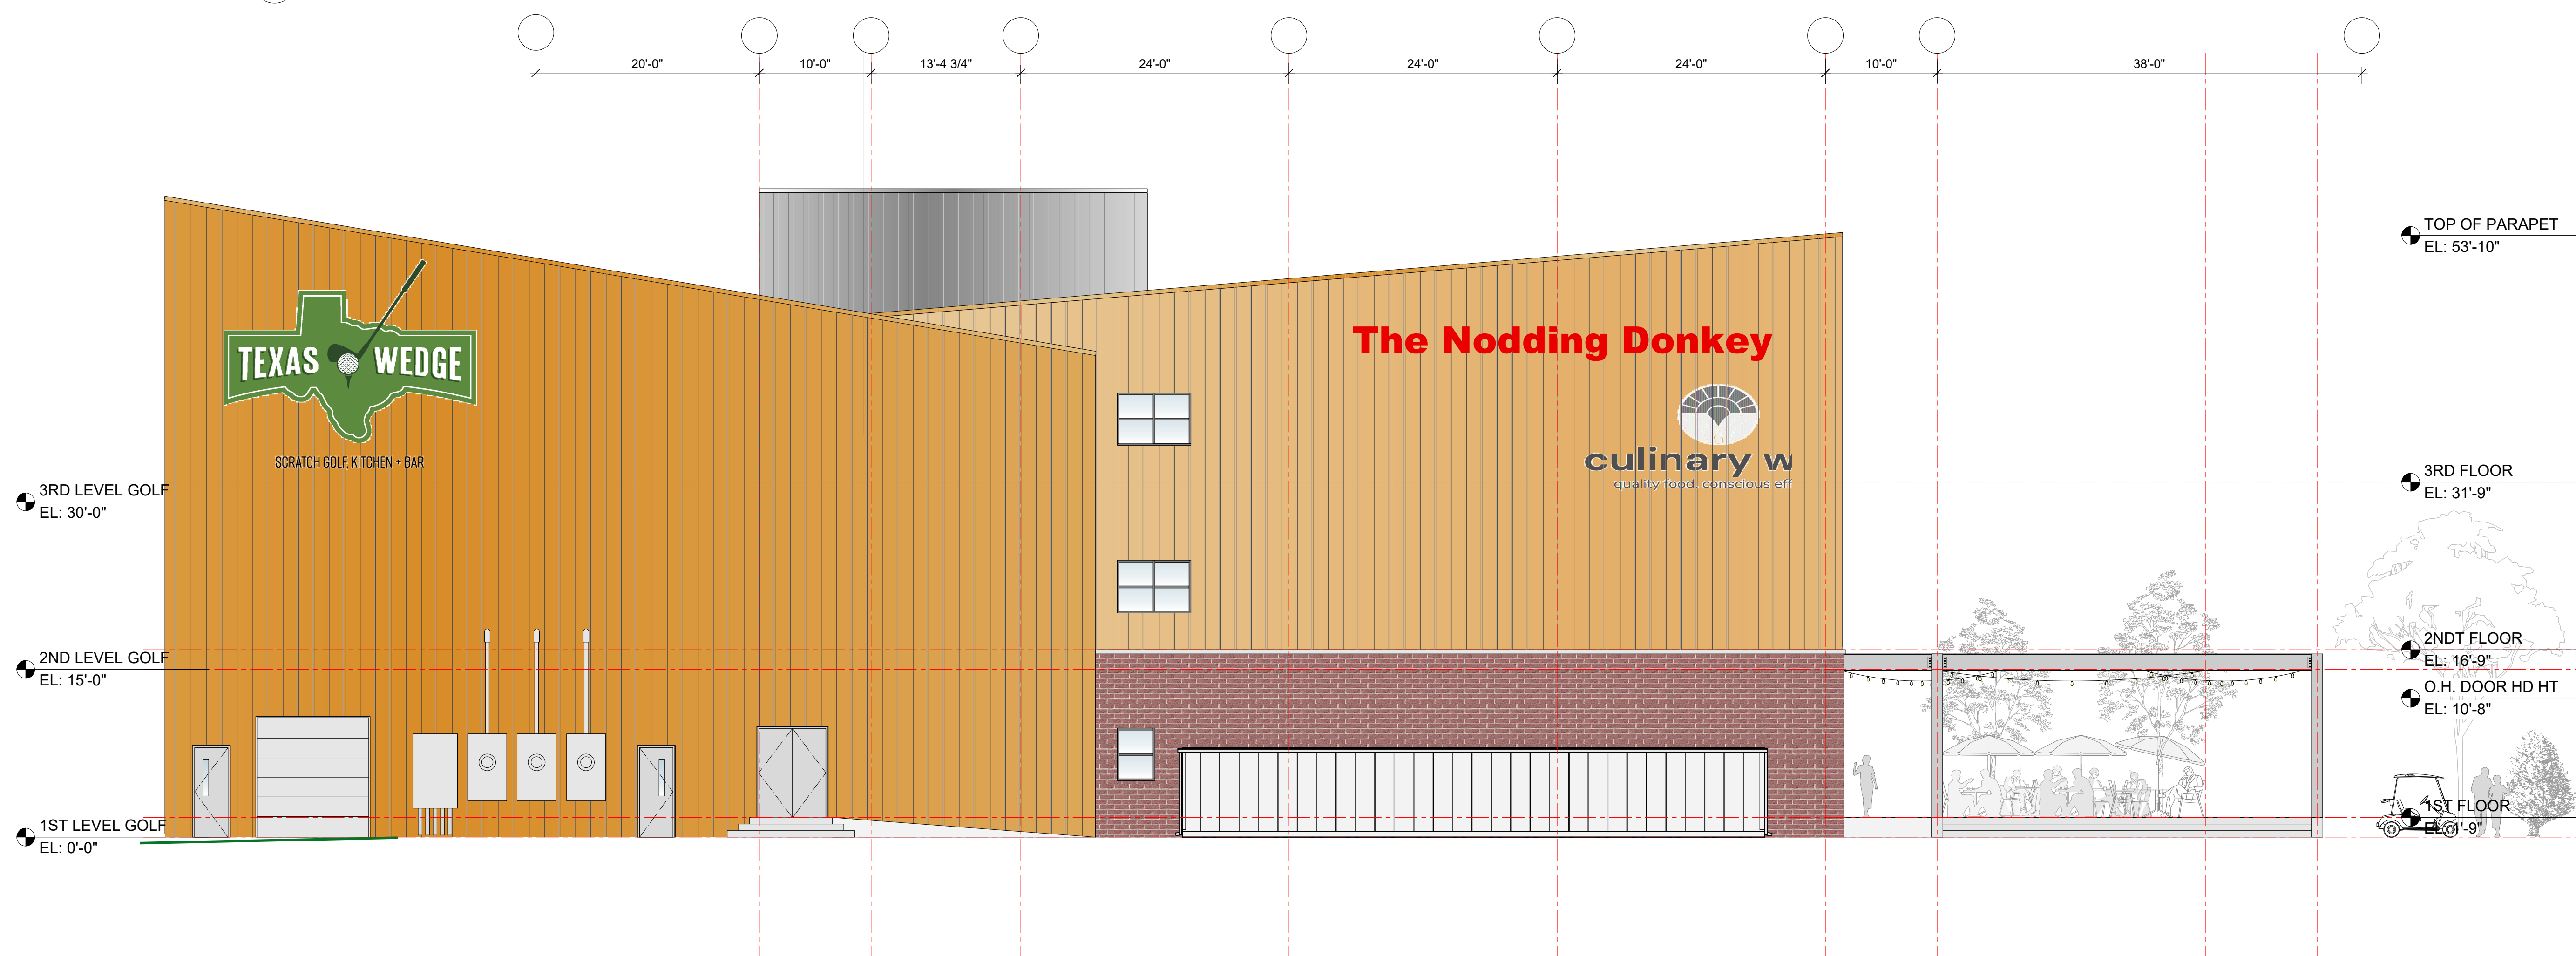 20'-0"
10'-0"
13'-4 3/4"
24'-0"
24'-0"
24'-0"
10'-0"
38'-0"
TOP OF PARAPET
EL: 53'-10"
TEXAS WEDGE
SCRATCH GOLF, KITCHEN + BAR
The Nodding Donkey
culinary w
quality food. conscious eff
3RD LEVEL GOLF
EL: 30'-0"
3RD FLOOR
EL: 31'-9"
2ND LEVEL GOLF
EL: 15'-0"
2NDT FLOOR
EL: 16'-9"
O.H. DOOR HD HT
EL: 10'-8"
1ST LEVEL GOLF
EL: 0'-0"
1ST FLOOR
EL: 1'-9"